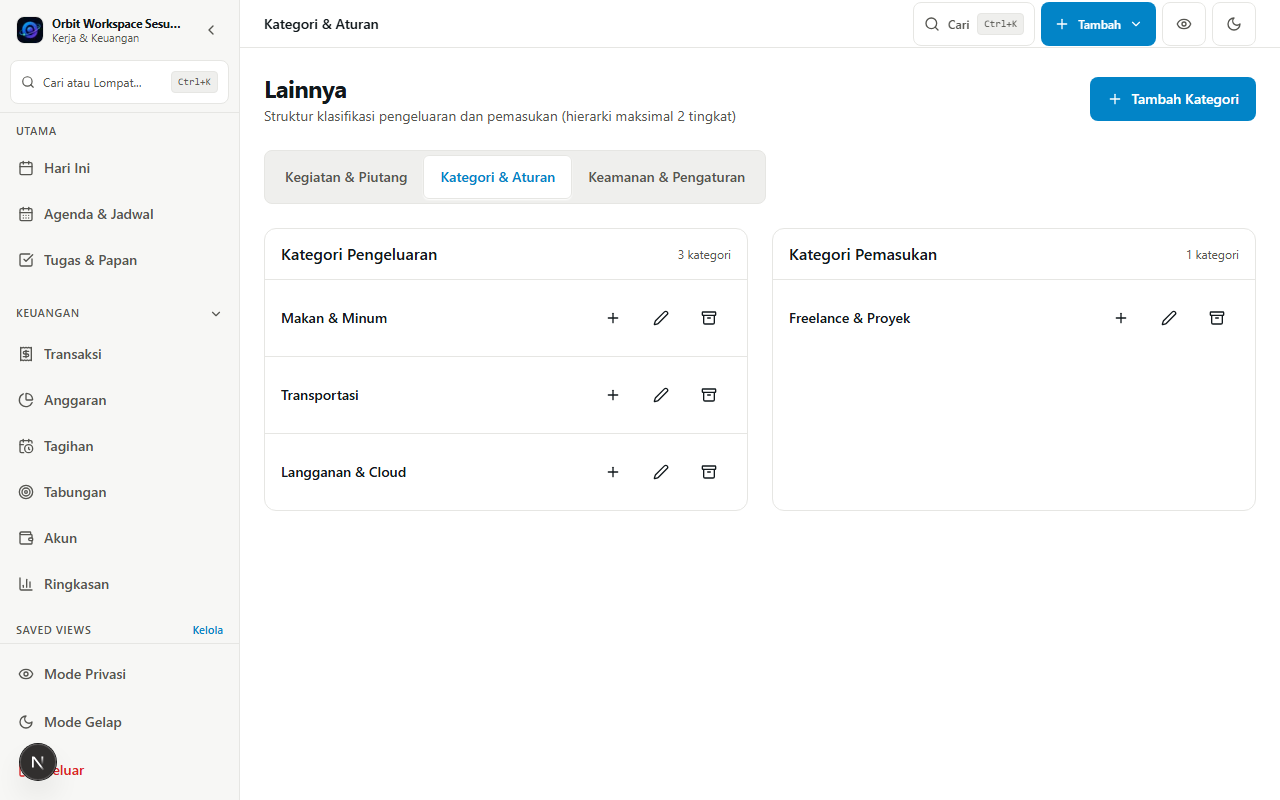 Orbit Workspace Sesu...
Kerja & Keuangan
Cari atau Lompat...
Ctrl+K
UTAMA
Hari Ini
Agenda & Jadwal
Tugas & Papan
KEUANGAN
Transaksi
Anggaran
Tagihan
Tabungan
Akun
Ringkasan
SAVED VIEWS
Kelola
Mode Privasi
Mode Gelap
N
eluar
Kategori & Aturan
Cari
Ctrl+K
Tambah
Lainnya
Struktur klasifikasi pengeluaran dan pemasukan (hierarki maksimal 2 tingkat)
Tambah Kategori
Kegiatan & Piutang
Kategori & Aturan
Keamanan & Pengaturan
Kategori Pengeluaran
3 kategori
Makan & Minum
Transportasi
Langganan & Cloud
Kategori Pemasukan
1 kategori
Freelance & Proyek